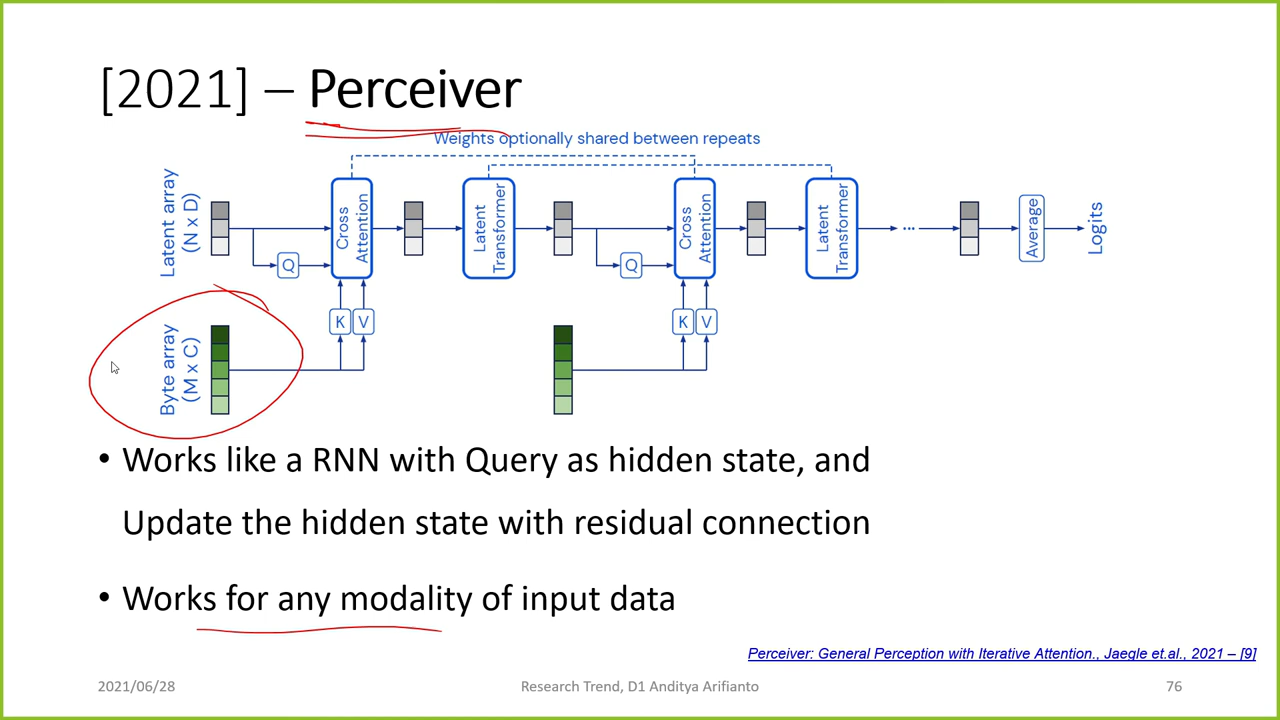 [2021] – Perceiver
Weights optionally shared between repeats
Latent array
(N x D)
Q
Cross
Attention
Latent
Transformer
Q
Cross
Attention
Latent
Transformer
...
Average
Logits
K V
K V
Byte array
(M x C)
• Works like a RNN with Query as hidden state, and
Update the hidden state with residual connection
• Works for any modality of input data
Perceiver: General Perception with Iterative Attention., Jaegle et.al., 2021 – [9]
2021/06/28
Research Trend, D1 Anditya Arifianto
76